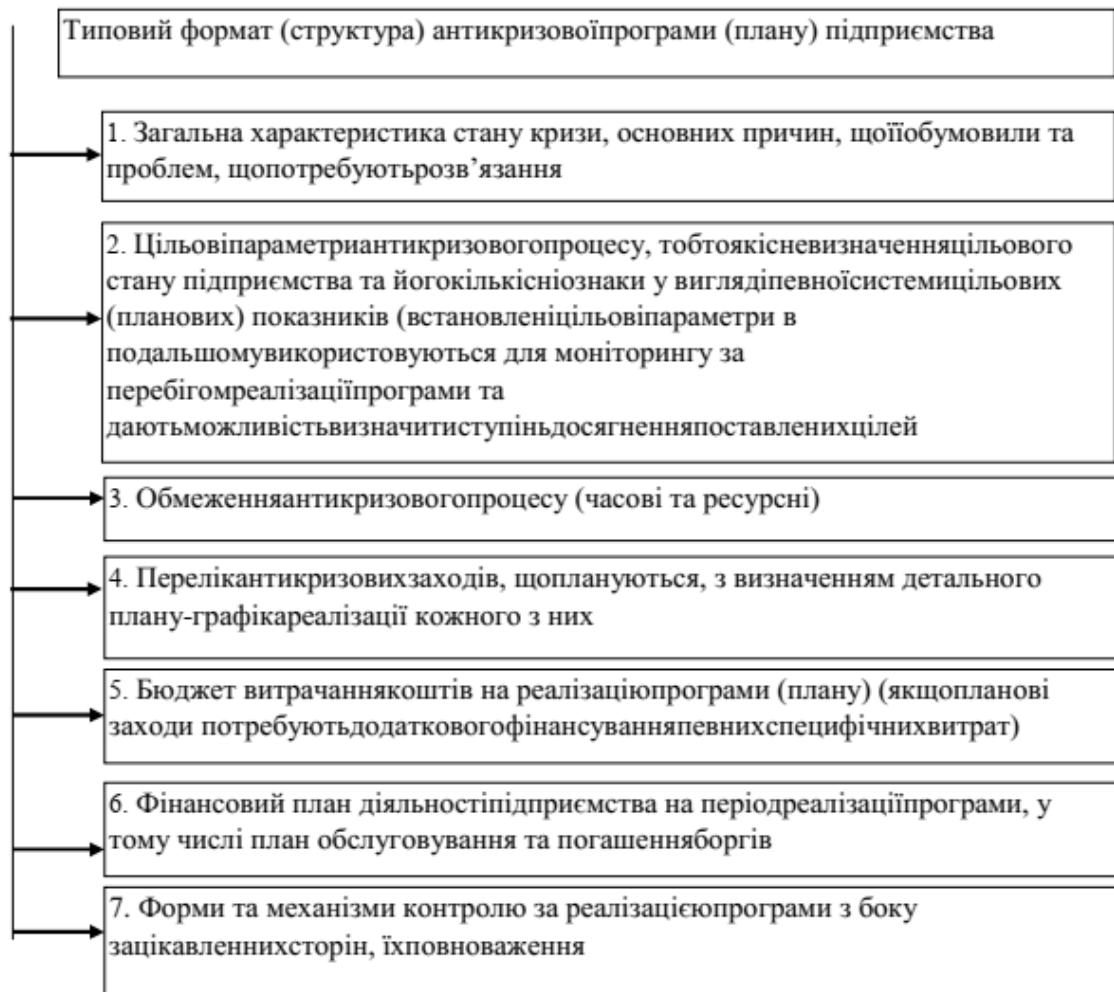 Типовий формат (структура) антикризовоїпрограми (плану) підприємства
1. Загальна характеристика стану кризи, основних причин, щоїїобумовили та
проблем, щопотребуютьрозв’язання
2. Цільовіпараметриантикризовогопроцесу, тобтоякісневизначенняцільового
стану підприємства та йогокількісніознаки у виглядіпевноїсистемицільових
(планових) показників (встановленіцільовіпараметри в
подальшомувикористовуються для моніторингу за
перебігомреалізаціїпрограми та
даютьможливістьвизначитиступіньдосягненняпоставленихцілей
3. Обмеженняантикризовогопроцесу (часові та ресурсні)
4. Перелікантикризовихзаходів, щоплануються, з визначенням детального
плану-графікареалізації кожного з них
5. Бюджет витрачаннякоштів на реалізаціюпрограми (плану) (якщопланові
заходи потребуютьдодатковогофінансуванняпевнихспецифічнихвитрат)
6. Фінансовий план діяльностіпідприємства на періодреалізаціїпрограми, у
тому числі план обслуговування та погашенняборгів
7. Форми та механізми контролю за реалізацієюпрограми з боку
зацікавленнихсторін, їхповноваження